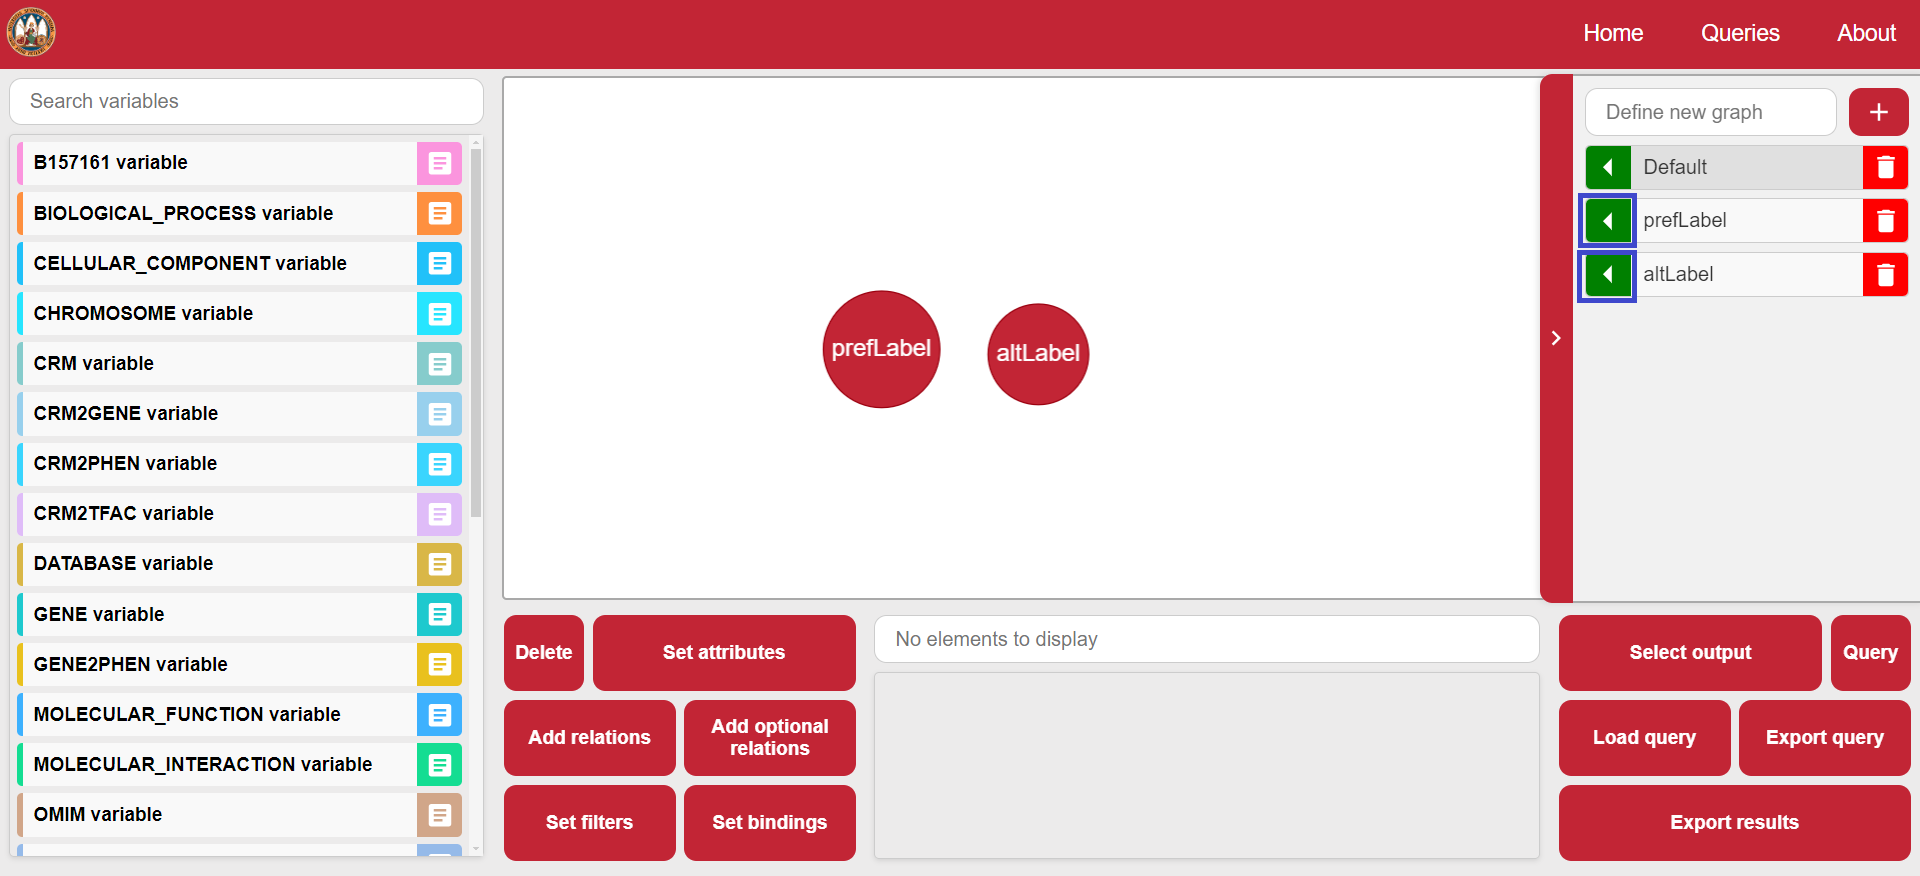 Home Queries About
Search variables
B157161 variable
BIOLOGICAL_PROCESS variable
CELLULAR_COMPONENT variable
CHROMOSOME variable
CRM variable
CRM2GENE variable
CRM2PHEN variable
CRM2TFAC variable
DATABASE variable
GENE variable
GENE2PHEN variable
MOLECULAR_FUNCTION variable
MOLECULAR_INTERACTION variable
OMIM variable
prefLabel
altLabel
Define new graph
Default
prefLabel
altLabel
Delete
Set attributes
Add relations
Add optional
relations
Set filters
Set bindings
No elements to display
Select output
Query
Load query
Export query
Export results